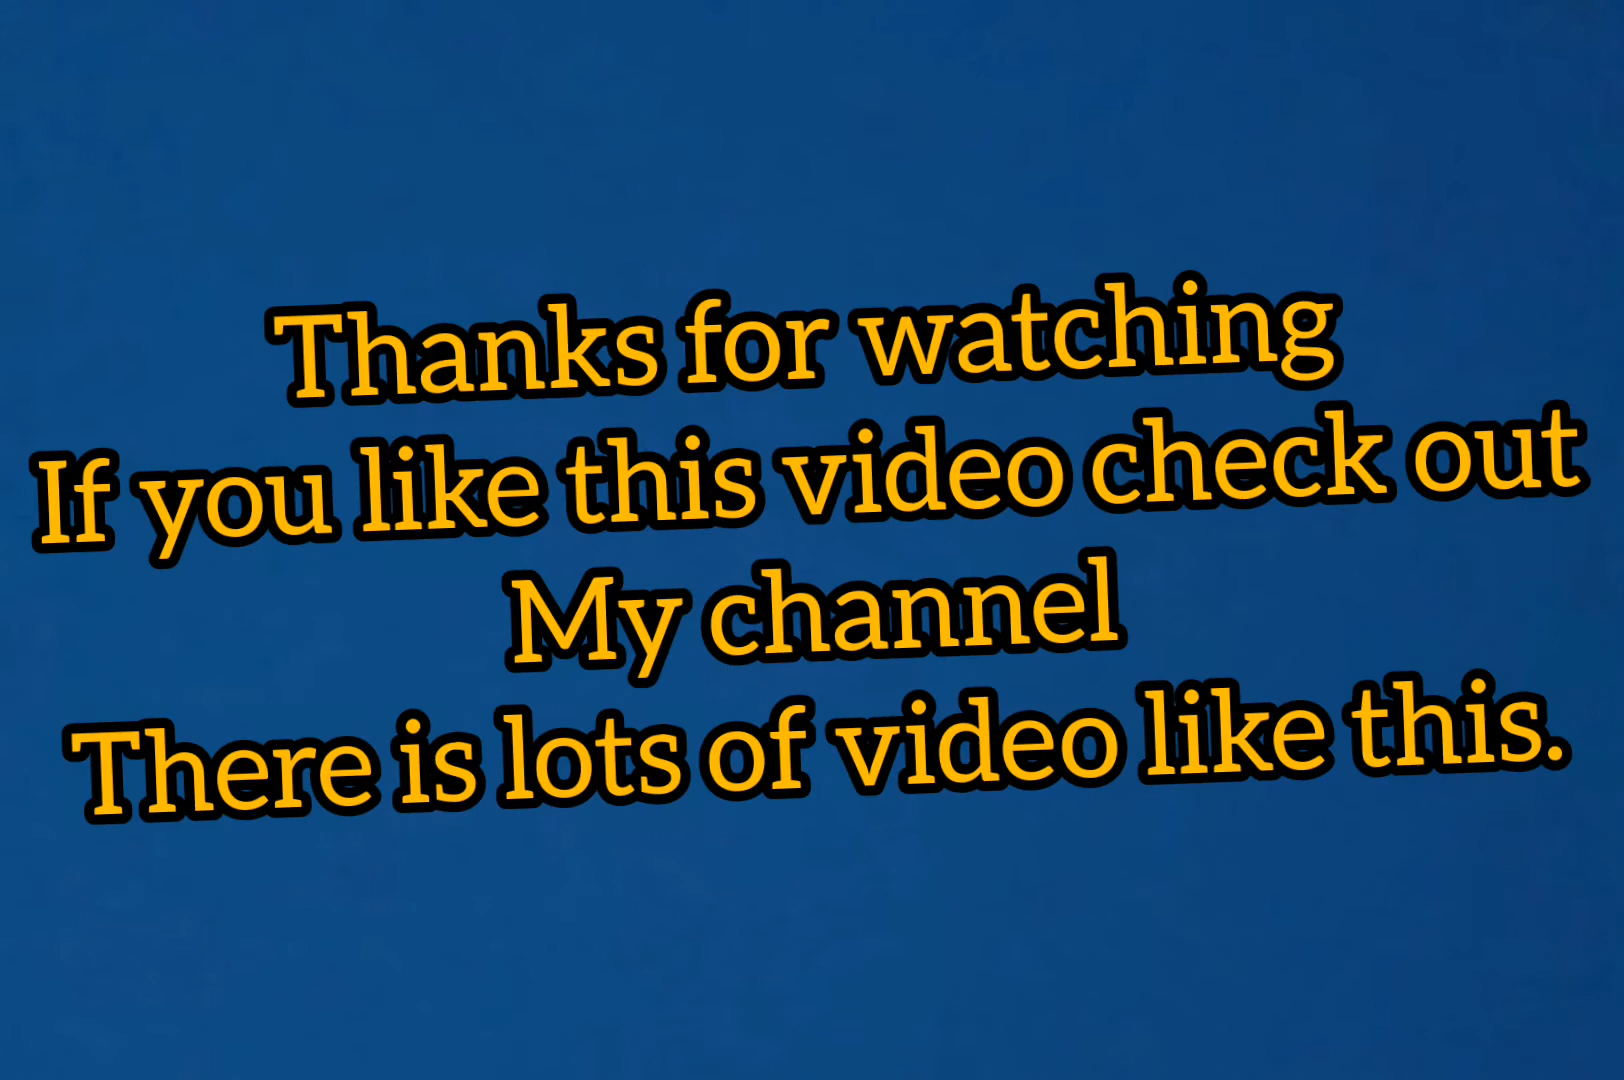 Thanks for watching
If you like this video check out
My channel
There is lots of video like this.